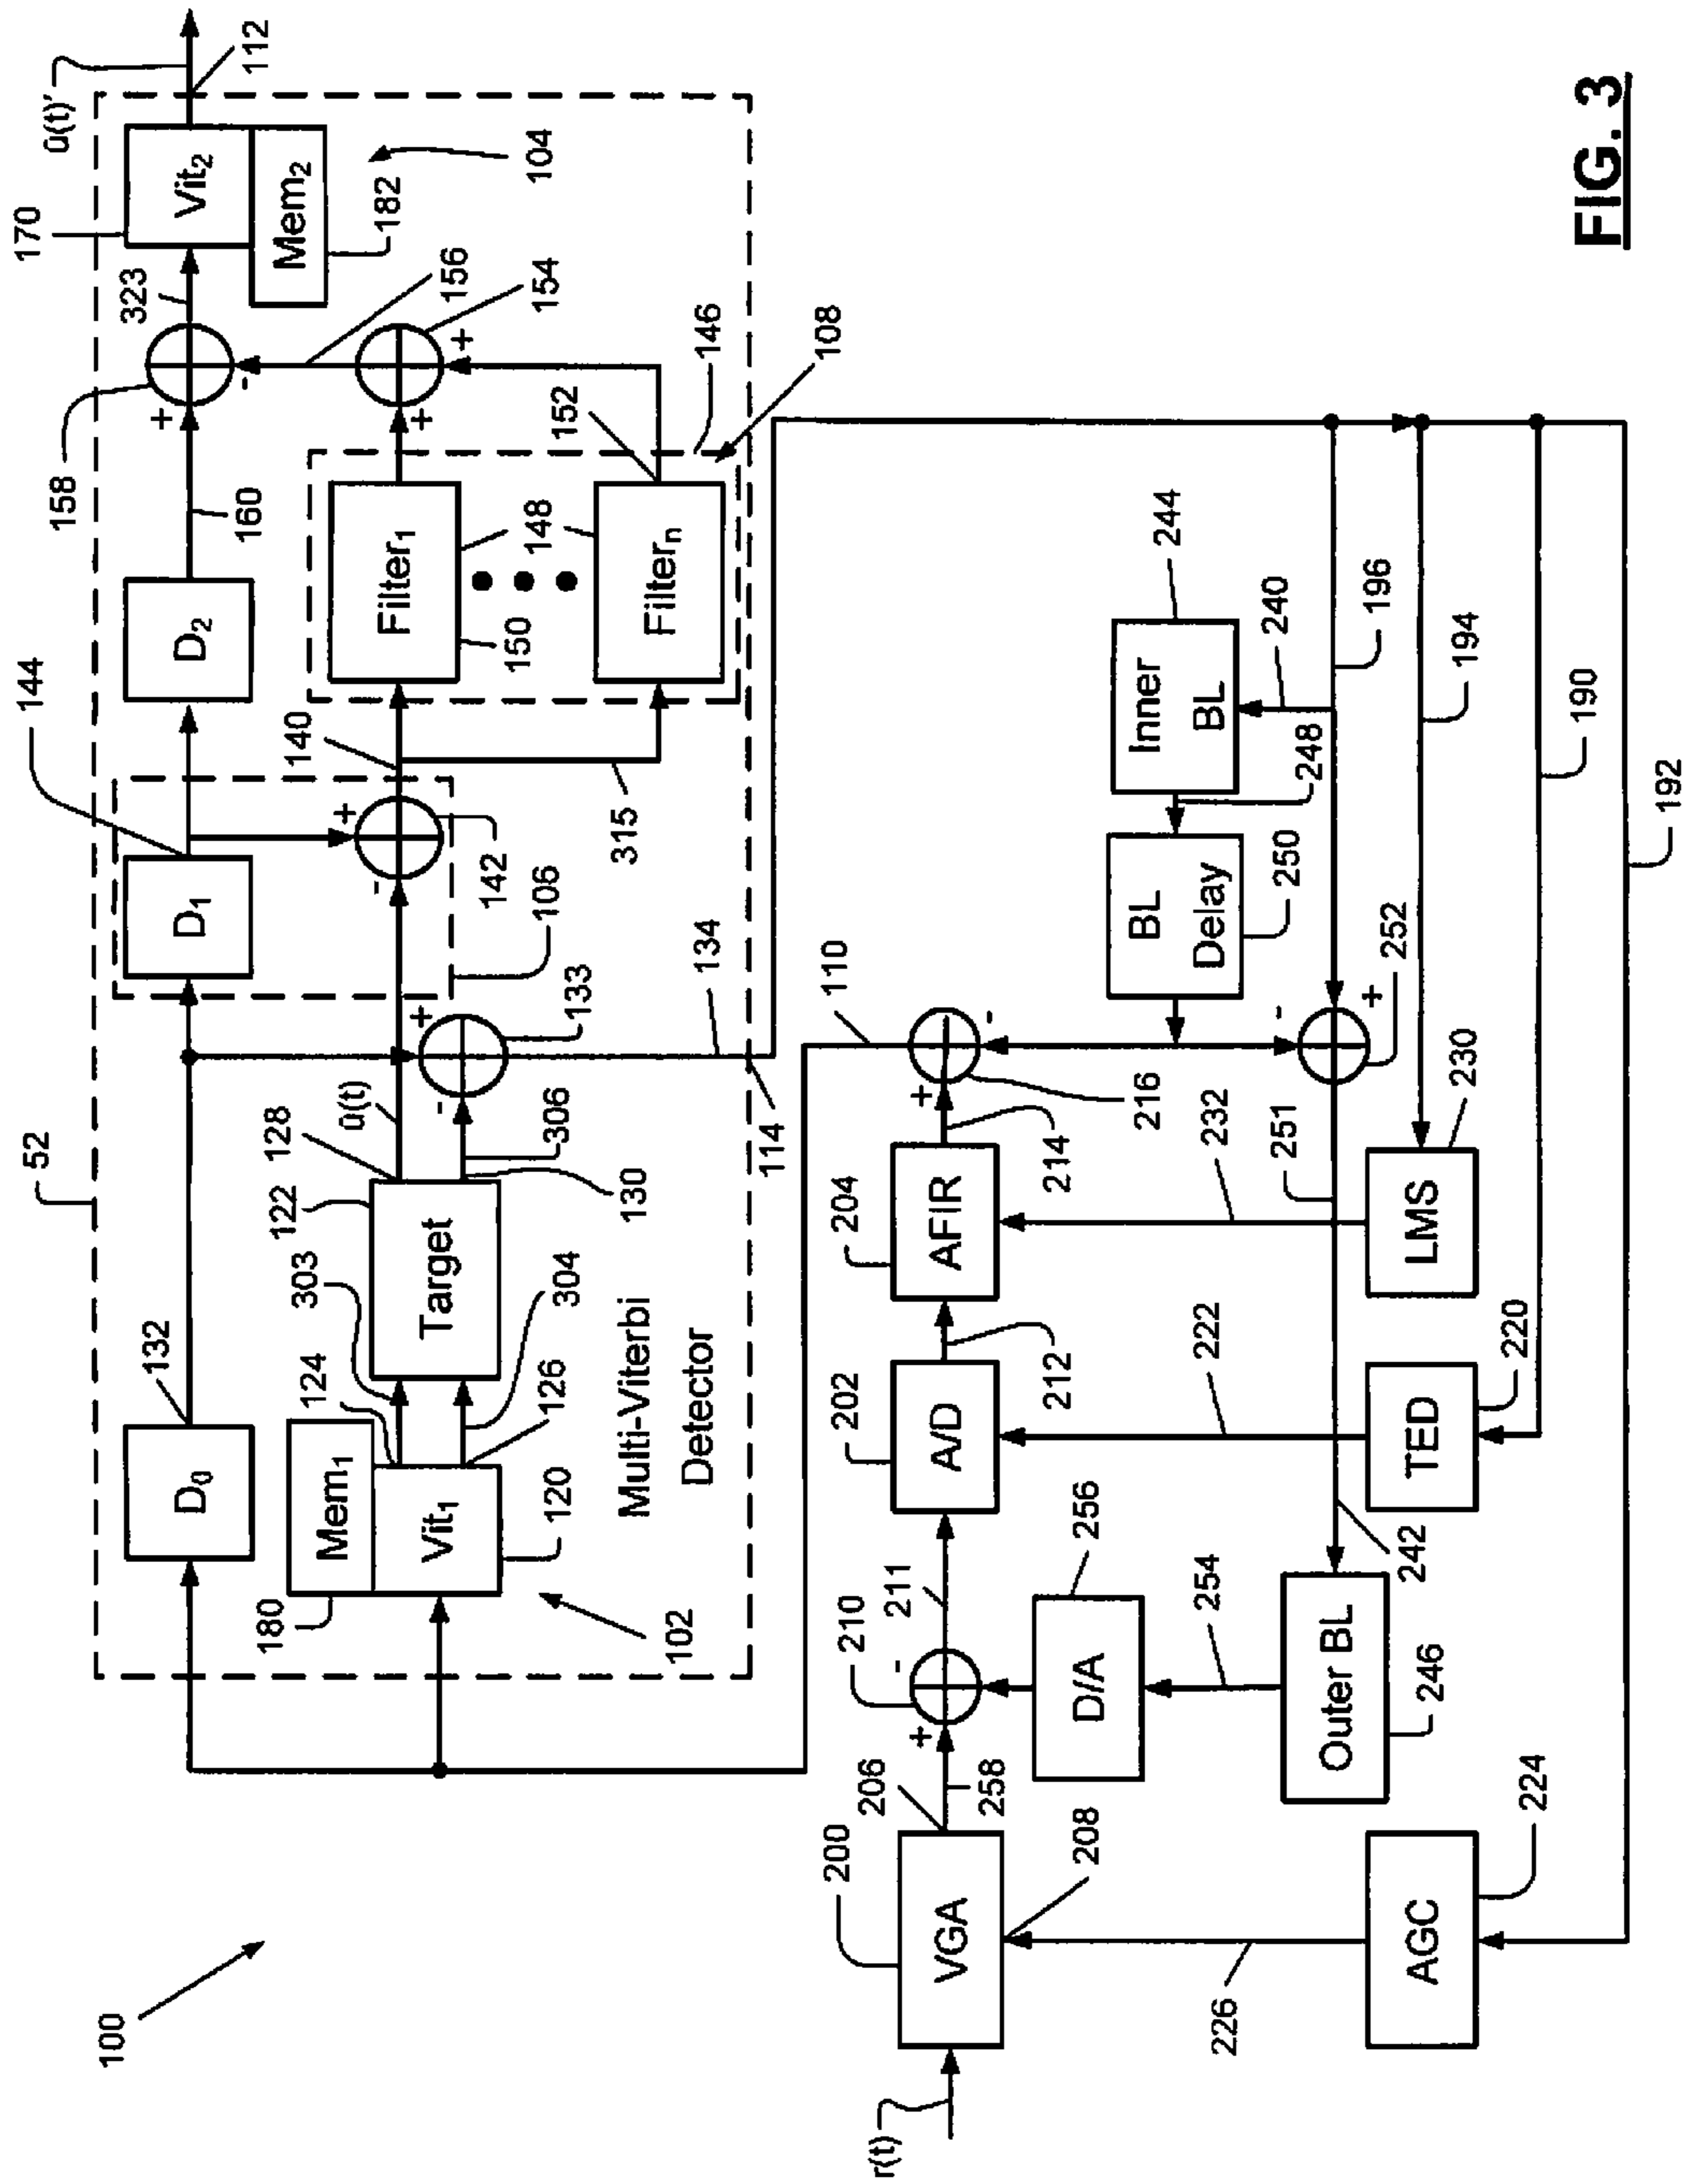 100
52
132
D0
144
D1
D2
158
160
323
170
Vit2
Mem2
182
104
û(t)'
112
180
Mem1
Vit1
120
102
124
126
303
304
122
Target
128
130
û(t)
306
-
+
133
134
114
Multi-Viterbi
Detector
-
+
142
106
140
315
Filter1
148
150
Filtern
152
146
108
+
+
154
156
+
-
r(t)
200
VGA
206
208
258
+
-
210
211
202
A/D
212
204
AFIR
214
+
-
216
110
BL
Delay
250
248
Inner
BL
244
240
226
222
232
254
256
D/A
Outer BL
246
242
251
-
+
252
196
AGC
224
TED
220
LMS
230
194
190
192
FIG. 3